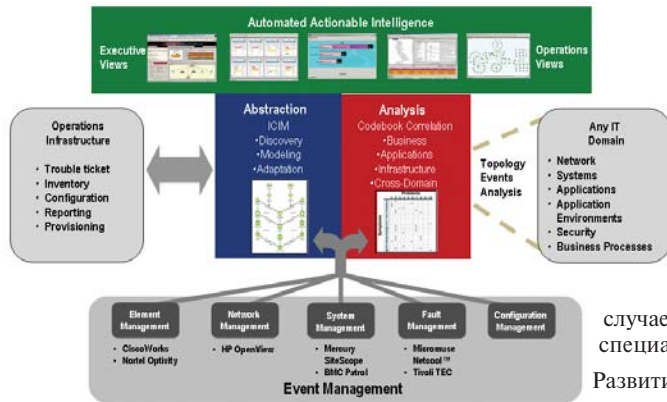 Automated Actionable Intelligence
Executive
Views
Operations
Views
Operations
Infrastructure
• Trouble ticket
• Inventory
• Configuration
• Reporting
• Provisioning
Abstraction
ICIM
•Discovery
•Modeling
•Adaptation
Analysis
Codebook Correlation
•Business
•Applications
•Infrastructure
•Cross-Domain
Problems
Symptoms
Topology
Events
Analysis
Any IT
Domain
• Network
• Systems
• Applications
• Application
Environments
• Security
• Business Processes
Element
Management
• CiscoWorks
• Nortel Optivity
Network
Management
• HP OpenView
System
Management
• Mercury
SiteScope
• BMC Patrol
Fault
Management
• Micromuse
Netcool™
• Tivoli TEC
Configuration
Management
Event Management
случае
специа
Развити